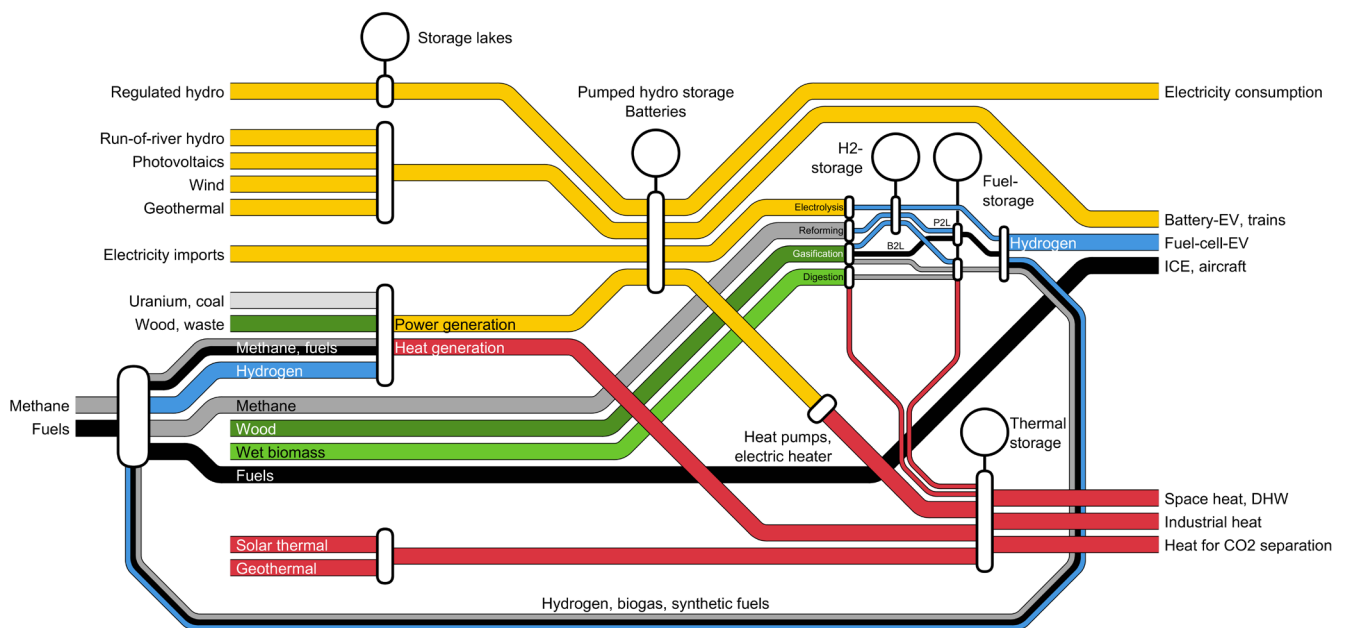 Storage lakes
Regulated hydro
Pumped hydro storage
Batteries
Electricity consumption
Run-of-river hydro
Photovoltaics
Wind
Geothermal
H2-
storage
Fuel-
storage
Electrolysis
Reforming
Gasification
Digestion
P2L
B2L
Hydrogen
Battery-EV, trains
Fuel-cell-EV
ICE, aircraft
Electricity imports
Uranium, coal
Wood, waste
Power generation
Methane, fuels
Heat generation
Hydrogen
Methane
Fuels
Methane
Wood
Wet biomass
Fuels
Heat pumps,
electric heater
Thermal
storage
Space heat, DHW
Industrial heat
Heat for CO2 separation
Solar thermal
Geothermal
Hydrogen, biogas, synthetic fuels